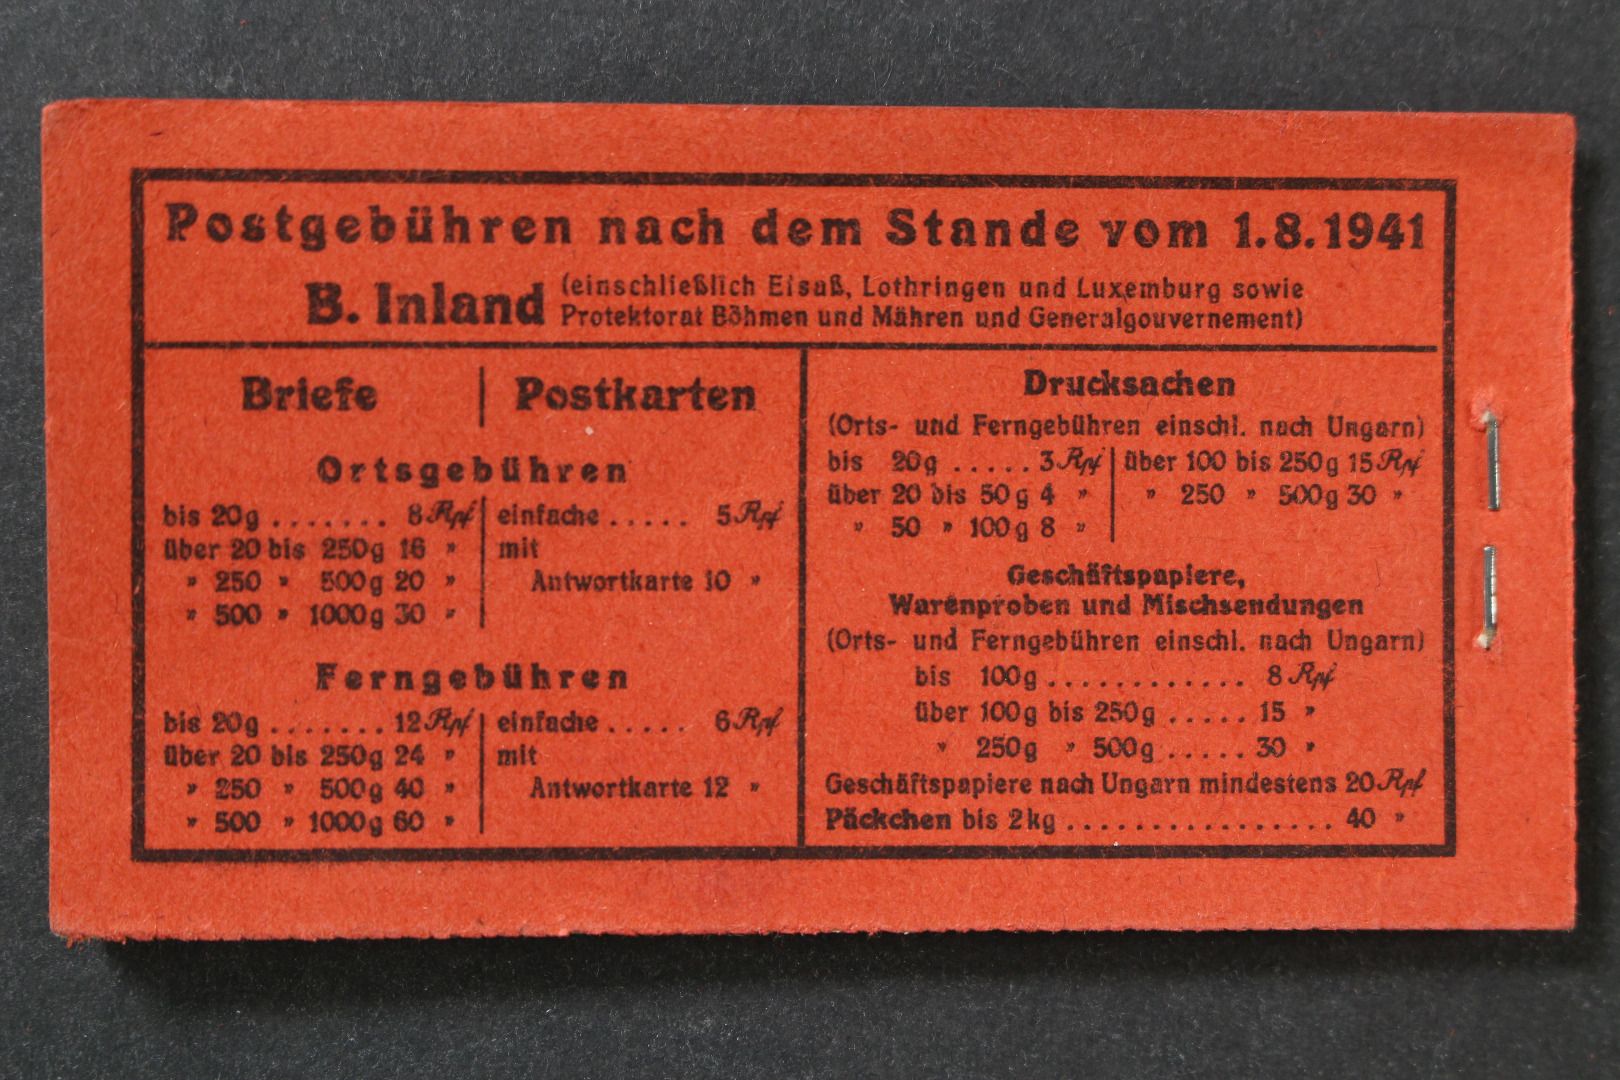 Postgebühren nach dem Stande vom 1.8.1941
B. Inland (einschließlich Elsaß, Lothringen und Luxemburg sowie
Protektorat Böhmen und Mähren und Generalgouvernement)
Briefe | Postkarten
Ortsgebühren
bis 20g ....... 8 Rpf | einfache ..... 5 Rpf
über 20 bis 250g 16 " | mit
" 250 " 500g 20 " | Antwortkarte 10 "
" 500 " 1000g 30 "
Ferngebühren
bis 20g ....... 12 Rpf | einfache ..... 6 Rpf
über 20 bis 250g 24 " | mit
" 250 " 500g 40 " | Antwortkarte 12 "
" 500 " 1000g 60 "
Drucksachen
(Orts- und Ferngebühren einschl. nach Ungarn)
bis 20g ..... 3 Rpf | über 100 bis 250g 15 Rpf
über 20 bis 50g 4 " | " 250 " 500g 30 "
" 50 " 100g 8 "
Geschäftspapiere,
Warenproben und Mischsendungen
(Orts- und Ferngebühren einschl. nach Ungarn)
bis 100g ............ 8 Rpf
über 100g bis 250g ..... 15 "
" 250g " 500g ..... 30 "
Geschäftspapiere nach Ungarn mindestens 20 Rpf
Päckchen bis 2kg ................. 40 "